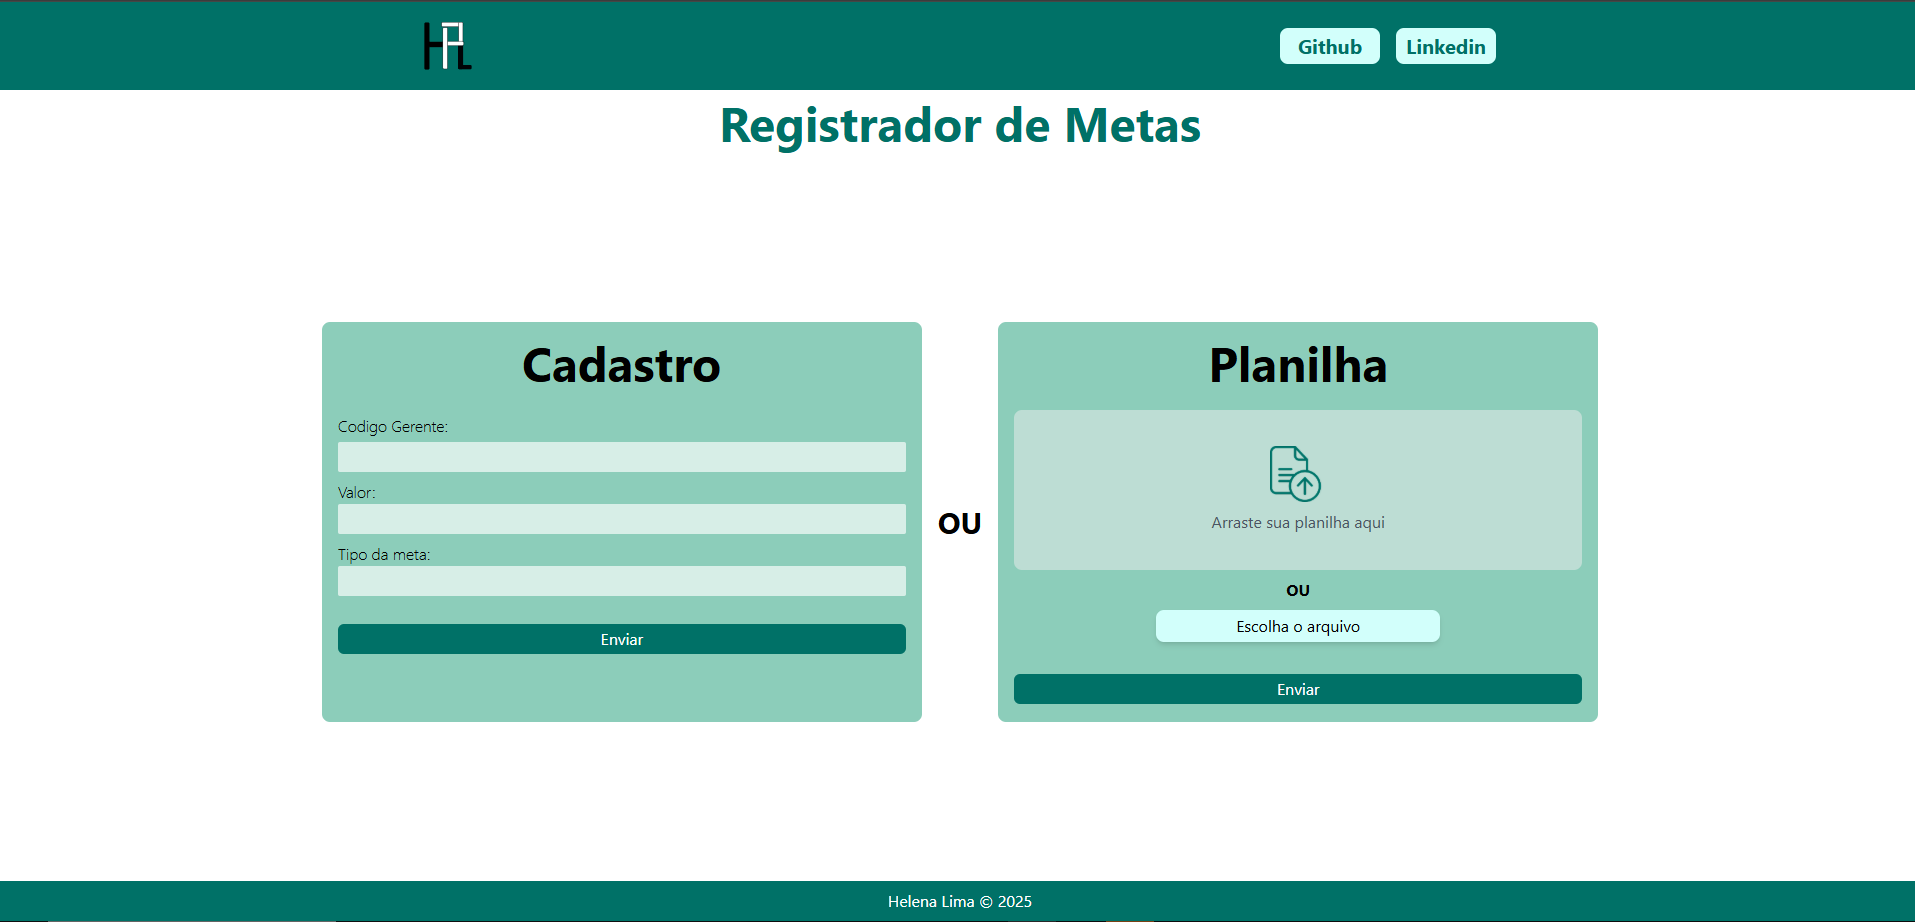 HPL
Github
Linkedin
Registrador de Metas
Cadastro
Codigo Gerente:
Valor:
Tipo da meta:
Enviar
OU
Planilha
Arraste sua planilha aqui
OU
Escolha o arquivo
Enviar
Helena Lima © 2025